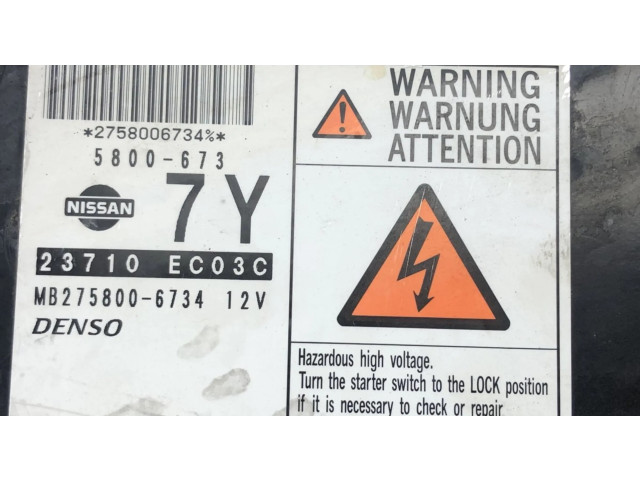 *2758006734%*
5800-673
NISSAN
7Y
23710 EC03C
MB275800-6734 12V
DENSO
WARNING
WARNUNG
ATTENTION
Hazardous high voltage.
Turn the starter switch to the LOCK position
if it is necessary to check or repair